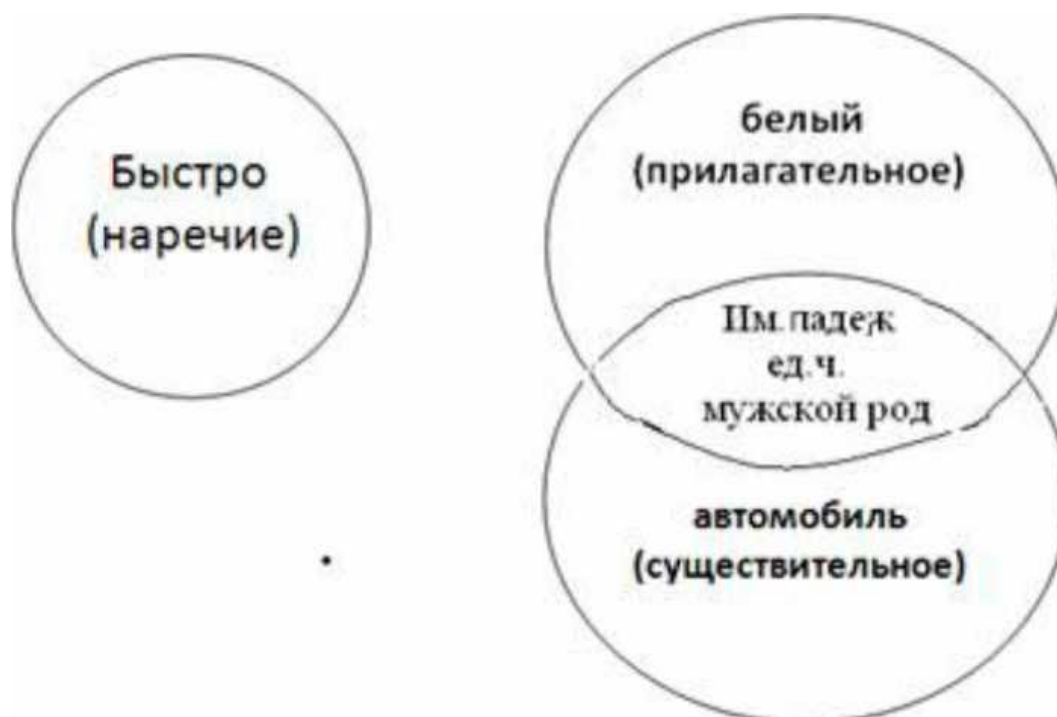 Быстро
(наречие)
белый
(прилагательное)
Им. падеж
ед.ч.
мужской род
автомобиль
(существительное)